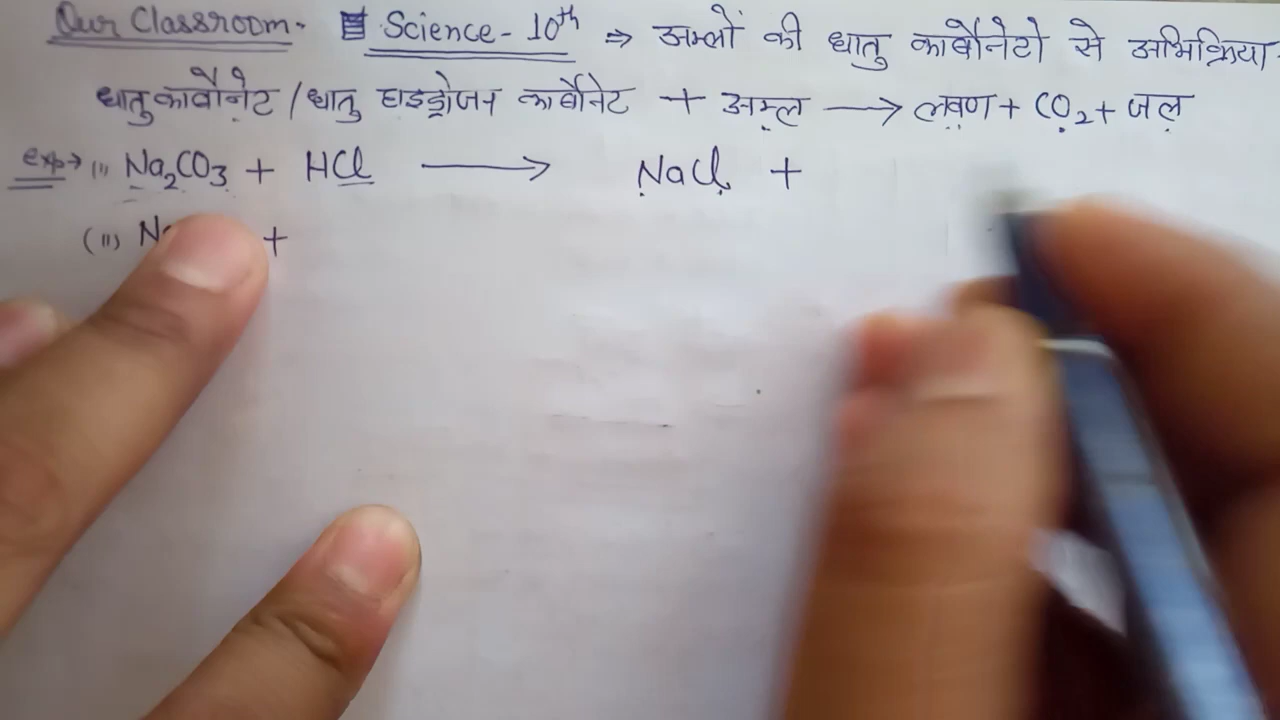 Our Classroom. Science - 10th ⇒ अम्लों की धातु कार्बोनेटो से अभिक्रिया
धातु कार्बोनेट / धातु हाइड्रोजन कार्बोनेट + अम्ल → लवण + CO₂ + जल
exp→ (i) Na₂CO₃ + HCl → NaCl +
(ii) +